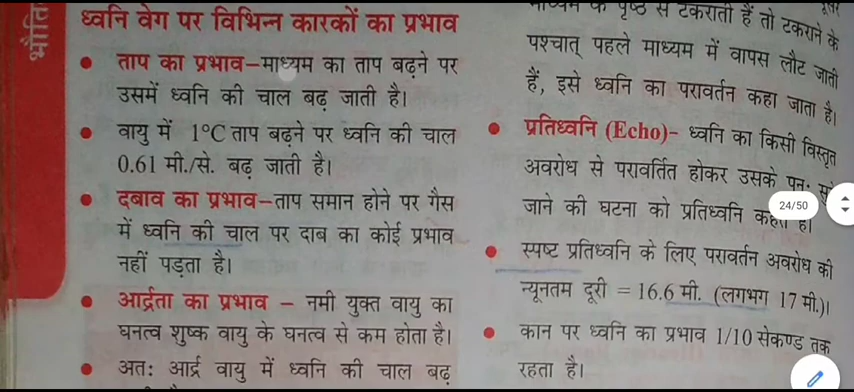 भौति
ध्वनि वेग पर विभिन्न कारकों का प्रभाव
ताप का प्रभाव–माध्यम का ताप बढ़ने पर
उसमें ध्वनि की चाल बढ़ जाती है।
वायु में 1°C ताप बढ़ने पर ध्वनि की चाल
0.61 मी./से. बढ़ जाती है।
दबाव का प्रभाव–ताप समान होने पर गैस
में ध्वनि की चाल पर दाब का कोई प्रभाव
नहीं पड़ता है।
आर्द्रता का प्रभाव – नमी युक्त वायु का
घनत्व शुष्क वायु के घनत्व से कम होता है।
अतः आर्द्र वायु में ध्वनि की चाल बढ़
के पृष्ठ से टकराती हैं तो टकराने के
पश्चात् पहले माध्यम में वापस लौट जाती
हैं, इसे ध्वनि का परावर्तन कहा जाता है।
प्रतिध्वनि (Echo)– ध्वनि का किसी विस्तृत
अवरोध से परावर्तित होकर उसके पुनः
जाने की घटना को प्रतिध्वनि कहते हैं।
24/50
स्पष्ट प्रतिध्वनि के लिए परावर्तन अवरोध की
न्यूनतम दूरी = 16.6 मी. (लगभग 17 मी.)।
कान पर ध्वनि का प्रभाव 1/10 सेकण्ड तक
रहता है।